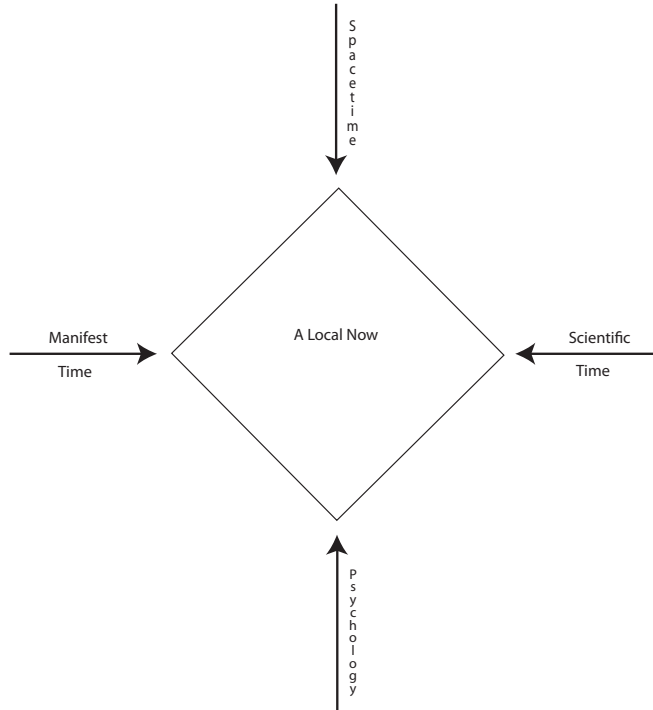 Spacetime
Manifest
Time
A Local Now
Scientific
Time
Psychology